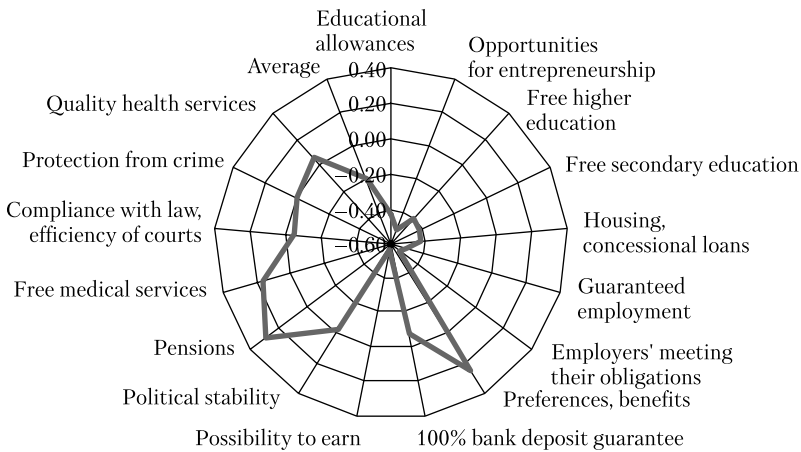 Educational
allowances
Opportunities
for entrepreneurship
Free higher
education
Free secondary education
Housing,
concessional loans
Guaranteed
employment
Employers' meeting
their obligations
Preferences, benefits
100% bank deposit guarantee
Possibility to earn
Political stability
Pensions
Free medical services
Compliance with law,
efficiency of courts
Protection from crime
Quality health services
Average
0.40
0.20
0.00
−0.20
−0.40
−0.60